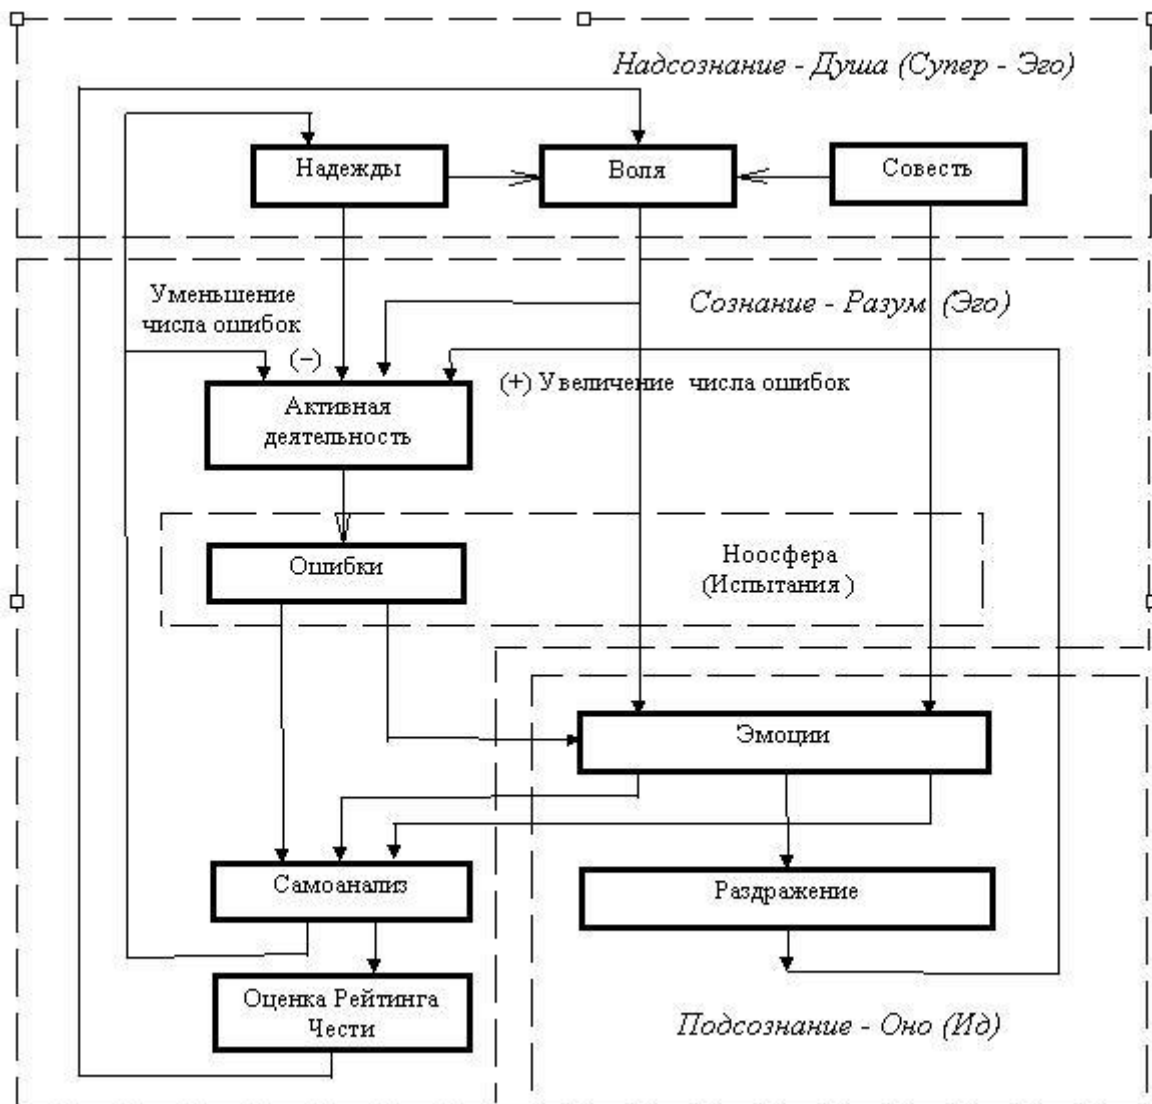 Надсознание - Душа (Супер - Эго)
Надежды
Воля
Совесть
Уменьшение
числа ошибок
Сознание - Разум (Эго)
(−)
(+) Увеличение числа ошибок
Активная
деятельность
Ошибки
Ноосфера
(Испытания )
Эмоции
Самоанализ
Раздражение
Оценка Рейтинга
Чести
Подсознание - Оно (Ид)